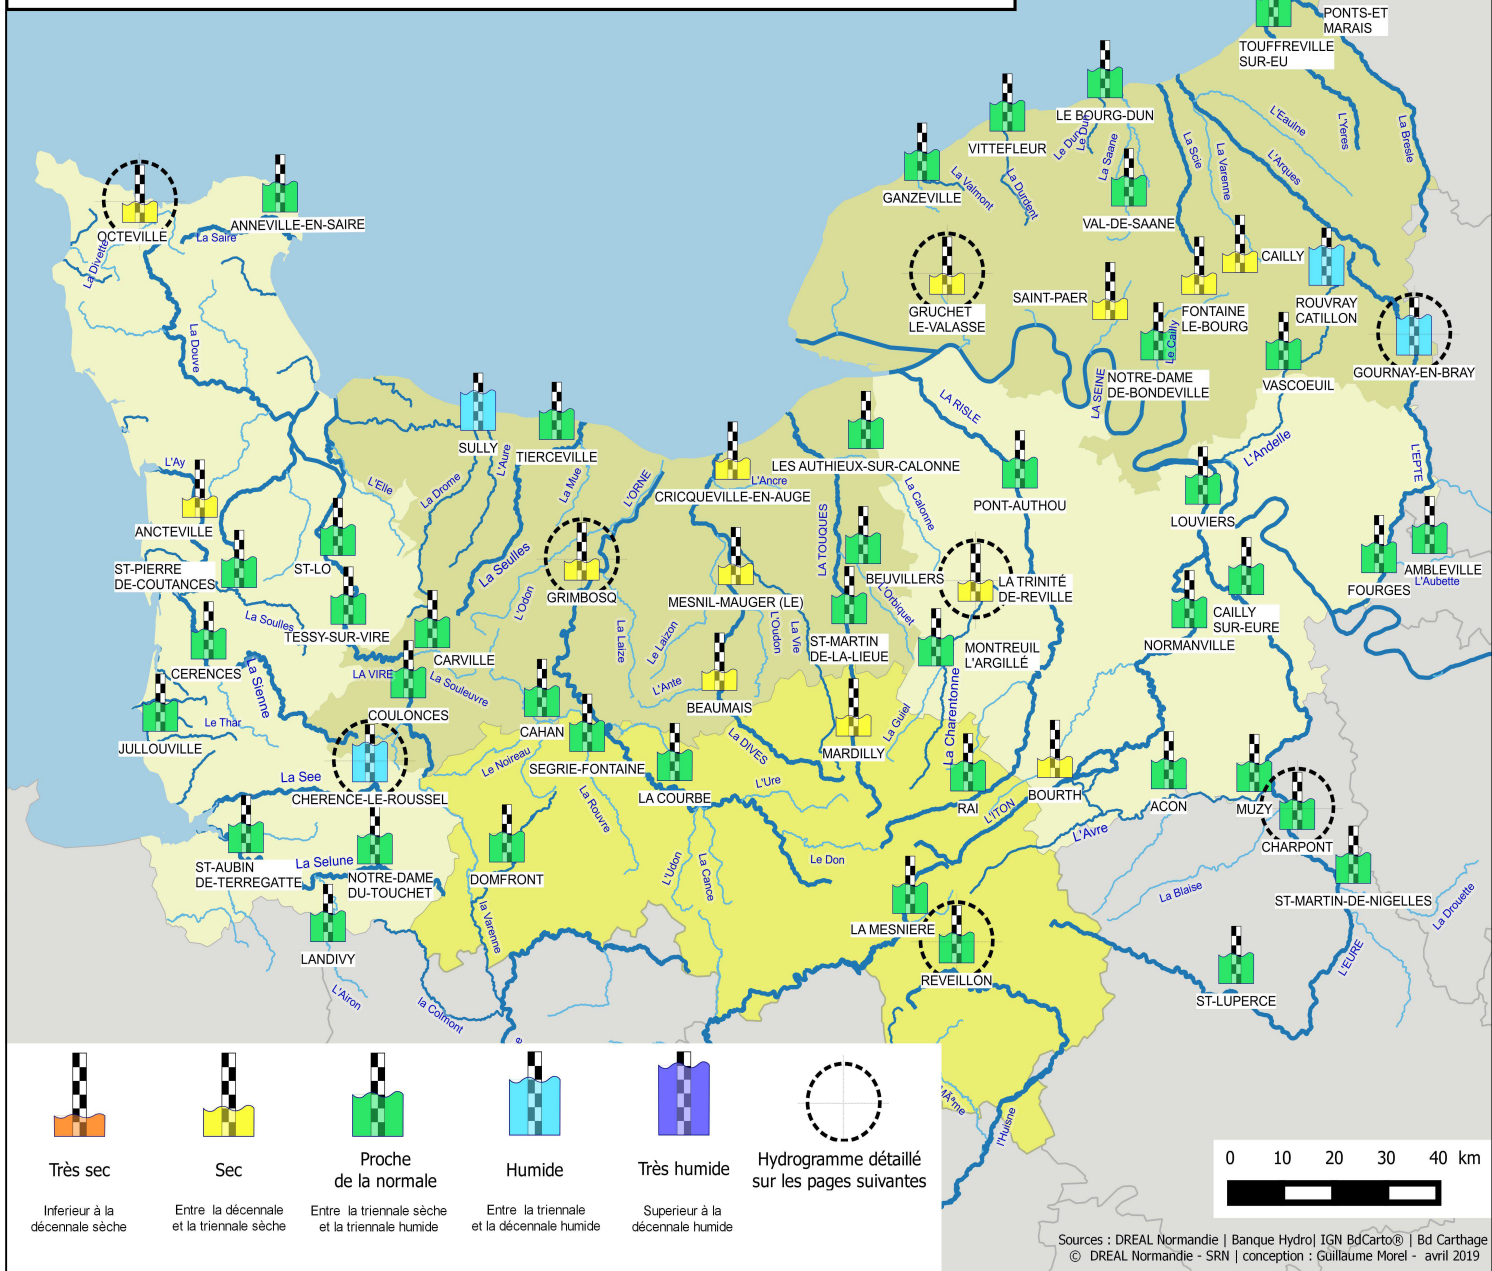 PONTS-ET
MARAIS
TOUFFREVILLE
SUR-EU
LE BOURG-DUN
Le Dun
Le Dun
VITTEFLEUR
La Saane
La Scie
La Varenne
L'Eaulne
L'Arques
L'Yeres
La Bresle
GANZEVILLE
La Valmont
La Durdent
VAL-DE-SAANE
OCTEVILLE
ANNEVILLE-EN-SAIRE
La Saire
La Divette
CAILLY
SAINT-PAER
GRUCHET
LE-VALASSE
FONTAINE
LE-BOURG
ROUVRAY
CATILLON
La Douve
Le Cailly
LA SEINE
NOTRE-DAME
DE-BONDEVILLE
VASCOEUIL
GOURNAY-EN-BRAY
LA RISLE
SULLY
TIERCEVILLE
L'Andelle
L'EPTE
L'Ay
L'Elle
La Drome
L'Aure
La Mue
L'ORNE
L'Ancre
CRICQUEVILLE-EN-AUGE
LES AUTHIEUX-SUR-CALONNE
La Calonne
PONT-AUTHOU
LOUVIERS
ANCTEVILLE
LA TOUQUES
ST-PIERRE
DE-COUTANCES
ST-LO
La Seulles
L'Odon
GRIMBOSQ
MESNIL-MAUGER (LE)
BEUVILLERS
L'Orbiquet
LA TRINITÉ
DE-REVILLE
FOURGES
AMBLEVILLE
L'Aubette
La Soulles
TESSY-SUR-VIRE
CAILLY
SUR-EURE
NORMANVILLE
CERENCES
La Sienne
LA VIRE
CARVILLE
La Souleuvre
La Laize
Le Laizon
L'Oudon
La Vie
ST-MARTIN
DE-LA-LIEUE
MONTREUIL
L'ARGILLÉ
COULONCES
L'Ante
BEAUMAIS
La Guiel
La Charentonne
Le Thar
JULLOUVILLE
CAHAN
La DIVES
MARDILLY
Le Noireau
SEGRIE-FONTAINE
La See
CHERENCE-LE-ROUSSEL
La Rouvre
LA COURBE
L'Ure
RAI
L'ITON
BOURTH
ACON
MUZY
L'Avre
CHARPONT
ST-AUBIN
DE-TERREGATTE
La Selune
NOTRE-DAME
DU-TOUCHET
DOMFRONT
L'Udon
La Cance
Le Don
La Blaise
ST-MARTIN-DE-NIGELLES
La Drouette
la Varenne
LA MESNIERE
L'EURE
LANDIVY
L'Airon
la Colmont
REVEILLON
ST-LUPERCE
l'Huisne
Très sec
Inferieur à la
décennale sèche
Sec
Entre la décennale
et la triennale sèche
Proche
de la normale
Entre la triennale sèche
et la triennale humide
Humide
Entre la triennale
et la décennale humide
Très humide
Superieur à la
décennale humide
Hydrogramme détaillé
sur les pages suivantes
0 10 20 30 40 km
Sources : DREAL Normandie | Banque Hydro| IGN BdCarto® | Bd Carthage
© DREAL Normandie - SRN | conception : Guillaume Morel - avril 2019